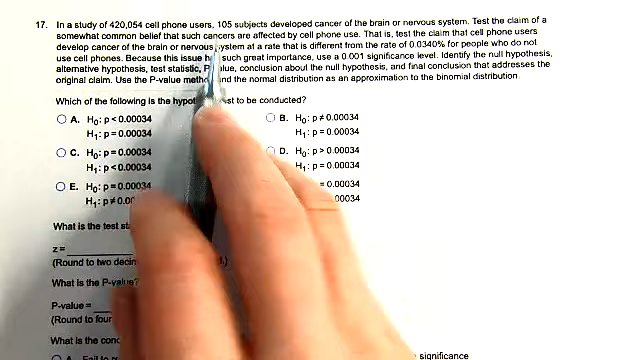 17. In a study of 420,054 cell phone users, 105 subjects developed cancer of the brain or nervous system. Test the claim of a
somewhat common belief that such cancers are affected by cell phone use. That is, test the claim that cell phone users
develop cancer of the brain or nervous system at a rate that is different from the rate of 0.0340% for people who do not
use cell phones. Because this issue has such great importance, use a 0.001 significance level. Identify the null hypothesis,
alternative hypothesis, test statistic, P-value, conclusion about the null hypothesis, and final conclusion that addresses the
original claim. Use the P-value method and the normal distribution as an approximation to the binomial distribution.
Which of the following is the hypot st to be conducted?
A. H₀: p < 0.00034
H₁: p = 0.00034
B. H₀: p ≠ 0.00034
H₁: p = 0.00034
C. H₀: p = 0.00034
H₁: p < 0.00034
D. H₀: p > 0.00034
H₁: p = 0.00034
E. H₀: p = 0.00034
H₁: p ≠ 0.00
= 0.00034
.00034
What is the test
z =
(Round to two
What is the P-value?
P-value =
(Round to four
What is the
A. Fail to
significance